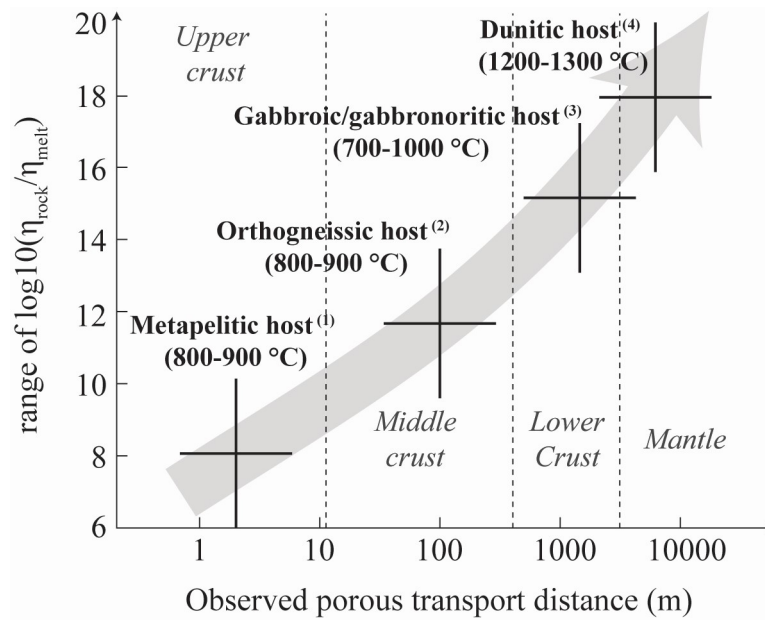 range of log10(ηrock/ηmelt)
20
18
16
14
12
10
8
6
Upper
crust
Dunitic host(4)
(1200-1300 °C)
Gabbroic/gabbronoritic host(3)
(700-1000 °C)
Orthogneissic host(2)
(800-900 °C)
Metapelitic host(1)
(800-900 °C)
Middle
crust
Lower
Crust
Mantle
1 10 100 1000 10000
Observed porous transport distance (m)